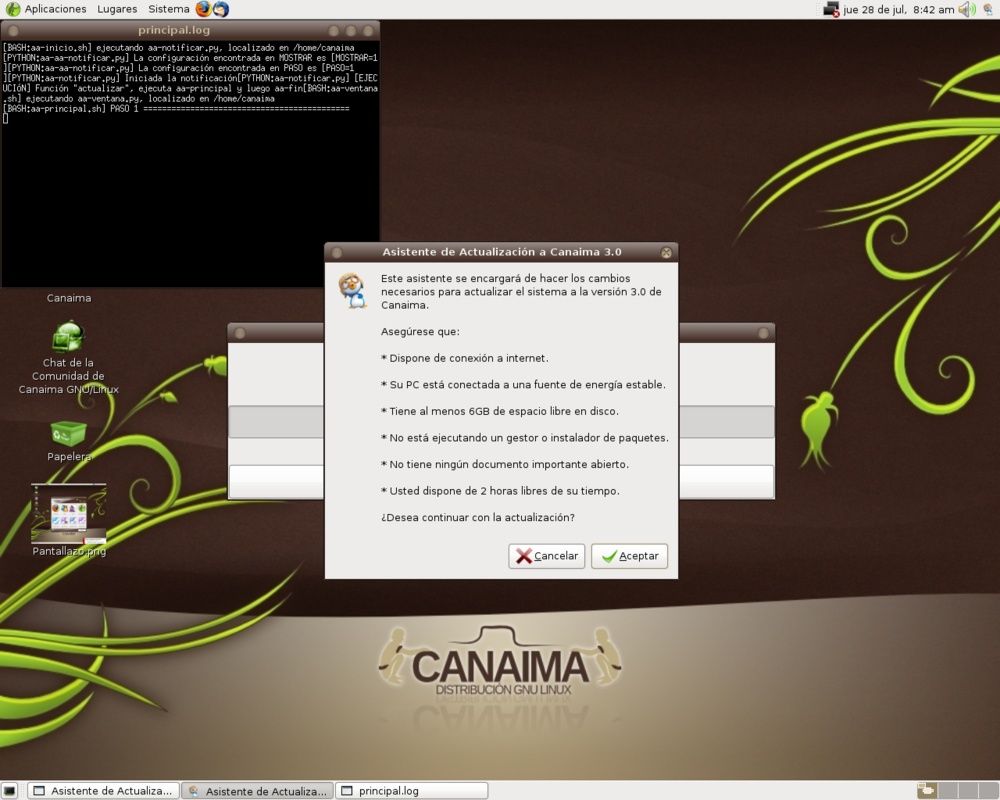 Aplicaciones Lugares Sistema
jue 28 de jul, 8:42 am
principal.log
[BASH:aa-inicio.sh] ejecutando aa-notificar.py, localizado en /home/canaima
[PYTHON:aa-aa-notificar.py] La configuración encontrada en MOSTRAR es [MOSTRAR=1
][PYTHON:aa-notificar.py] La configuración encontrada en PASO es [PASO=1
][PYTHON:aa-notificar.py] Iniciada la notificación[PYTHON:aa-notificar.py] [EJEC
UCIóN] Función "actualizar", ejecuta aa-principal y luego aa-fin[BASH:aa-ventana
.sh] ejecutando aa-ventana.py, localizado en /home/canaima
[BASH:aa-principal.sh] PASO 1 ========================================
Canaima
Chat de la
Comunidad de
Canaima GNU/Linux
Papelera
Pantallazo.png
Asistente de Actualización a Canaima 3.0
Este asistente se encargará de hacer los cambios
necesarios para actualizar el sistema a la versión 3.0 de
Canaima.
Asegúrese que:
* Dispone de conexión a internet.
* Su PC está conectada a una fuente de energía estable.
* Tiene al menos 6GB de espacio libre en disco.
* No está ejecutando un gestor o instalador de paquetes.
* No tiene ningún documento importante abierto.
* Usted dispone de 2 horas libres de su tiempo.
¿Desea continuar con la actualización?
Cancelar Aceptar
CANAIMA
DISTRIBUCIÓN GNU LINUX
Asistente de Actualiza... Asistente de Actualiza... principal.log